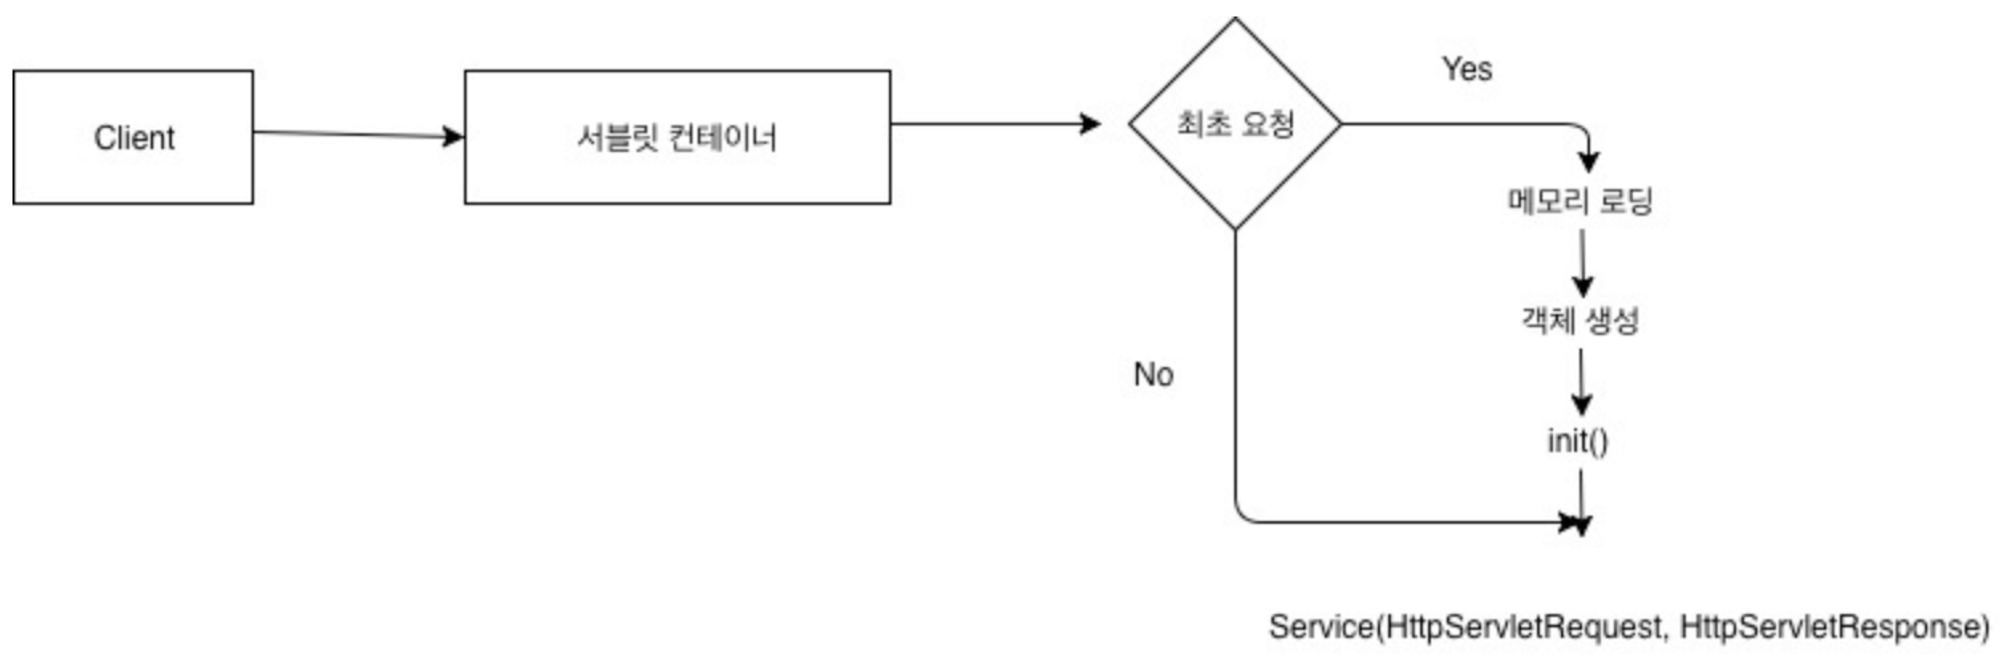 Client
서블릿 컨테이너
최초 요청
Yes
메모리 로딩
객체 생성
No
init()
Service(HttpServletRequest, HttpServletResponse)